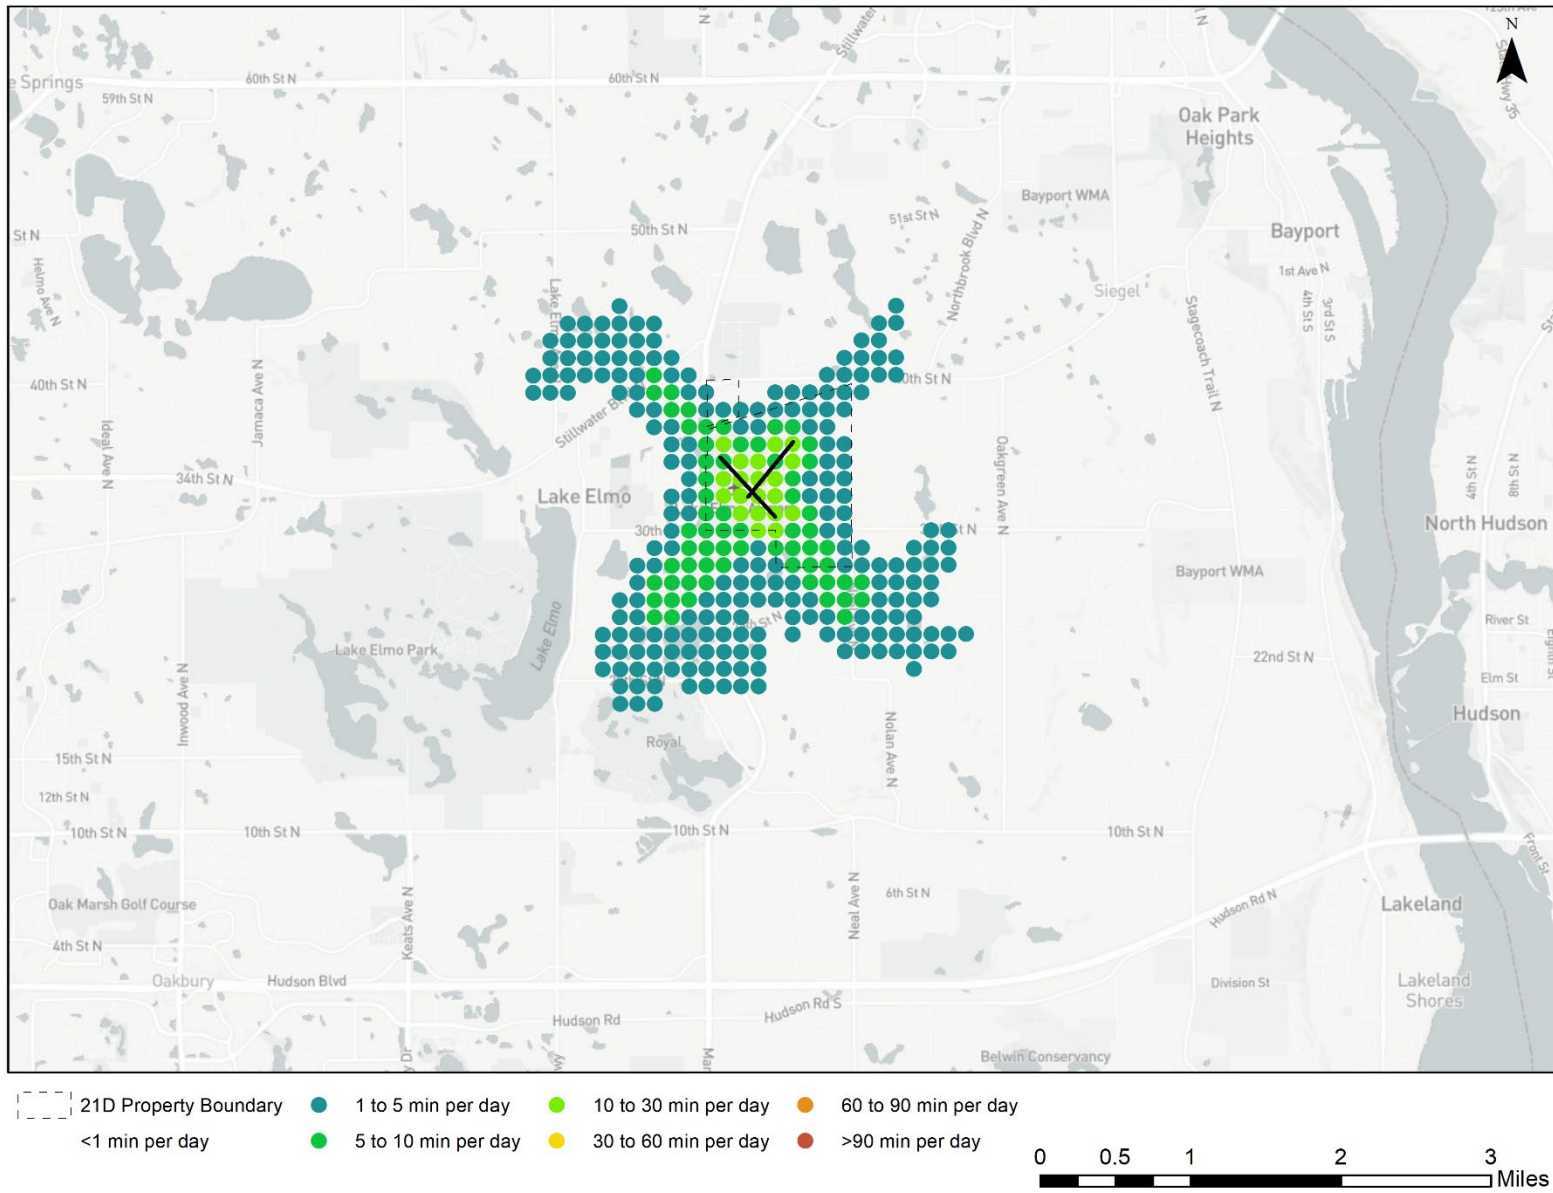 N
Stillwater
e Springs
60th St N
60th St N
59th St N
Oak Park
Heights
Bayport WMA
51st St N
50th St N
St N
Bayport
Northbrook Blvd N
1st Ave N
Siegel
Helmo Ave N
4th St S
3rd St S
Stagecoach Trail N
40th St N
Jamaca Ave N
Ideal Ave N
Oakgreen Ave N
34th St N
4th St N
8th St N
Lake Elmo
North Hudson
30th
Bayport WMA
Lake Elmo
Lake Elmo Park
River St
22nd St N
Elm St
Inwood Ave N
Hudson
Nolan Ave N
Royal
15th St N
12th St N
10th St N
10th St N
10th St N
10th St N
Front St
Neal Ave N
6th St N
Oak Marsh Golf Course
Keats Ave N
Hudson Rd N
Lakeland
4th St N
Oakbury
Hudson Blvd
Division St
Lakeland
Shores
Hudson Rd S
Hudson Rd
Belwin Conservancy
21D Property Boundary
1 to 5 min per day
10 to 30 min per day
60 to 90 min per day
<1 min per day
5 to 10 min per day
30 to 60 min per day
>90 min per day
0
0.5
1
2
3
Miles